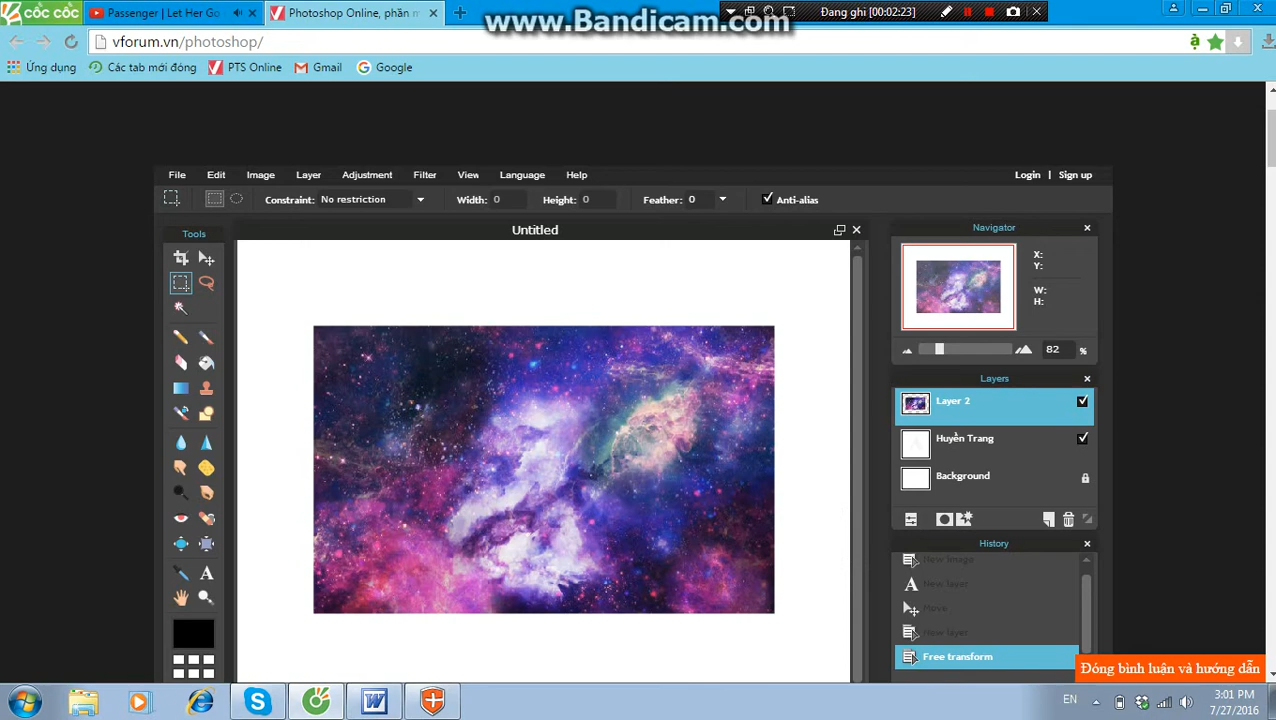 CỐC CỐC
Passenger | Let Her Go
Photoshop Online, phần m
www.Bandicam.com
Đang ghi [00:02:23]
vforum.vn/photoshop/
Ứng dụng
Các tab mới đóng
PTS Online
Gmail
Google
File Edit Image Layer Adjustment Filter View Language Help
Login | Sign up
Constraint: No restriction Width: 0 Height: 0 Feather: 0 Anti-alias
Tools
Untitled
Navigator
X:
Y:
W:
H:
82 %
Layers
Layer 2
Huyền Trang
Background
History
New image
New layer
Move
New layer
Free transform
Đóng bình luận và hướng dẫn
EN
3:01 PM
7/27/2016